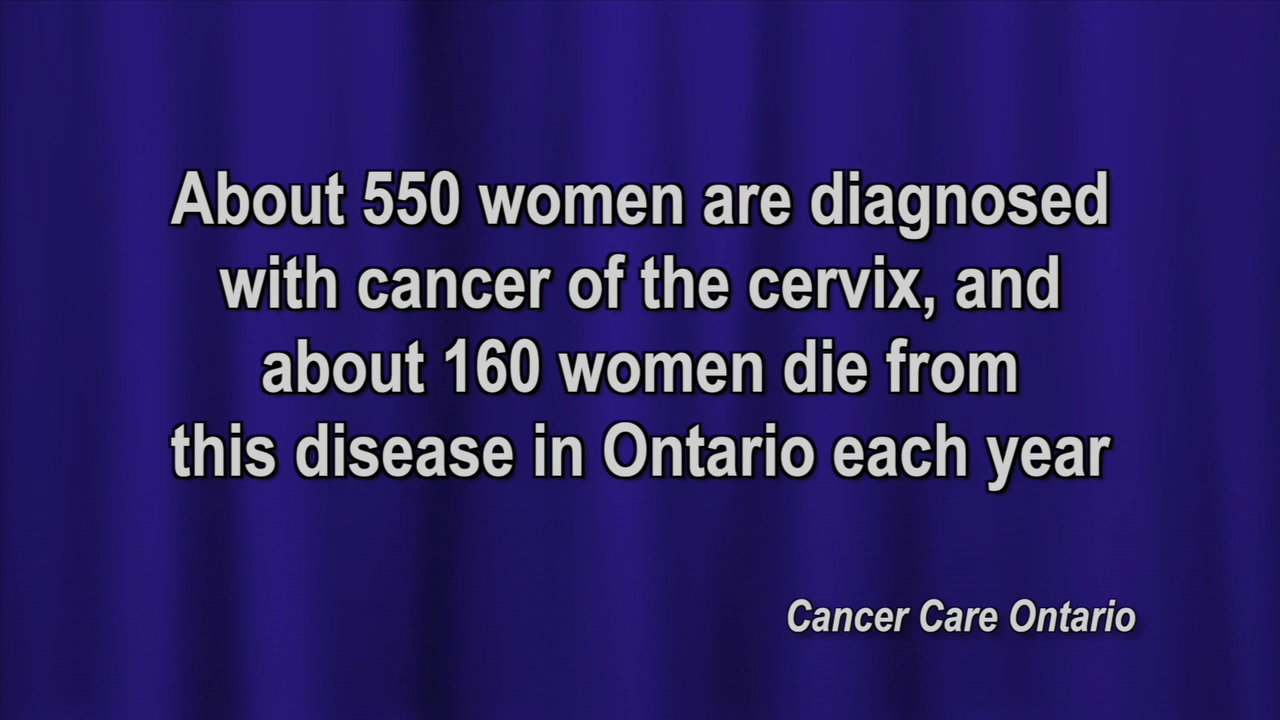 About 550 women are diagnosed
with cancer of the cervix, and
about 160 women die from
this disease in Ontario each year
Cancer Care Ontario